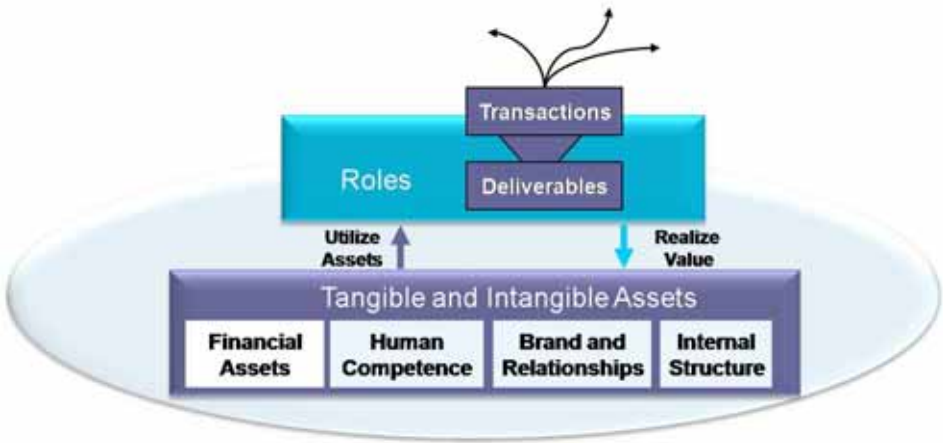 Transactions
Roles
Deliverables
Utilize
Assets
Realize
Value
Tangible and Intangible Assets
Financial
Assets
Human
Competence
Brand and
Relationships
Internal
Structure